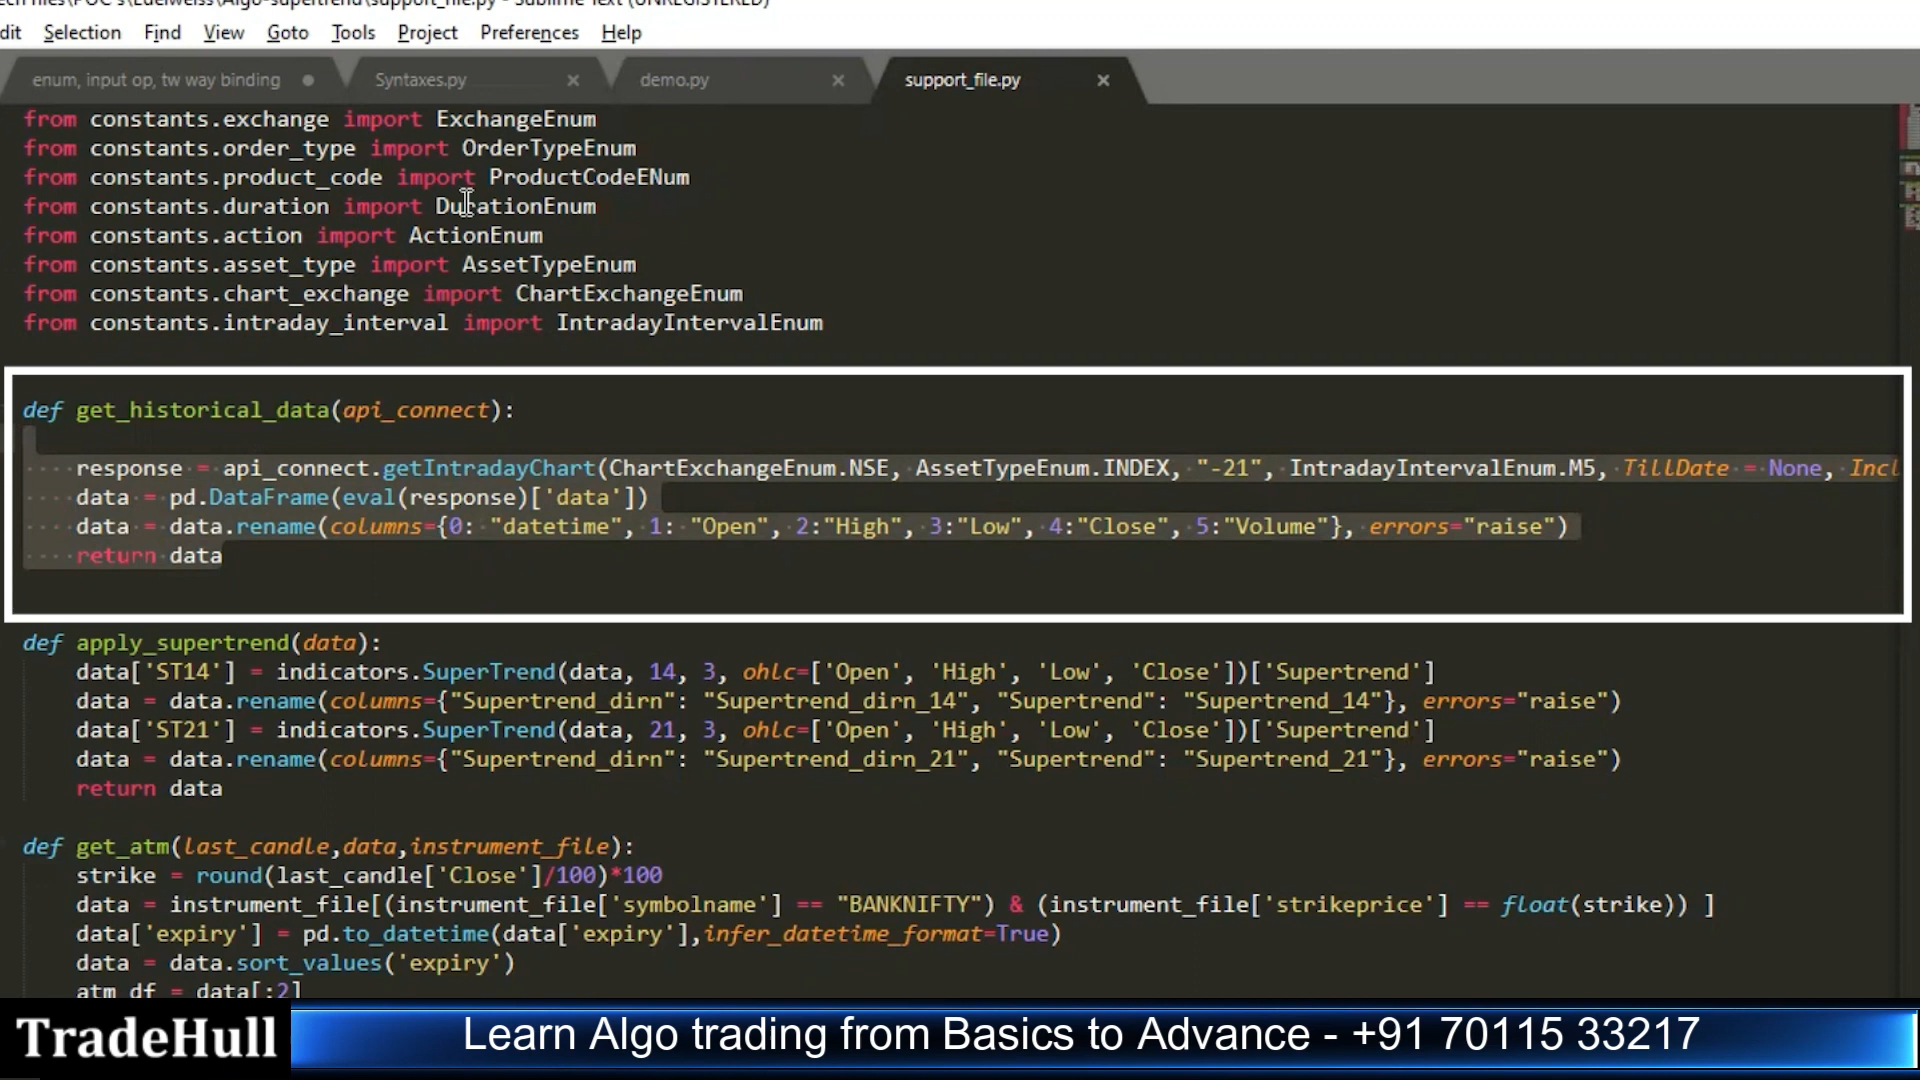 support_file.py - Sublime Text (UNREGISTERED)
dit Selection Find View Goto Tools Project Preferences Help
enum, input op, tw way binding Syntaxes.py demo.py support_file.py
from constants.exchange import ExchangeEnum
from constants.order_type import OrderTypeEnum
from constants.product_code import ProductCodeENum
from constants.duration import DurationEnum
from constants.action import ActionEnum
from constants.asset_type import AssetTypeEnum
from constants.chart_exchange import ChartExchangeEnum
from constants.intraday_interval import IntradayIntervalEnum
def get_historical_data(api_connect):
response = api_connect.getIntradayChart(ChartExchangeEnum.NSE, AssetTypeEnum.INDEX, "-21", IntradayIntervalEnum.M5, TillDate = None, Incl
data = pd.DataFrame(eval(response)['data'])
data = data.rename(columns={0: "datetime", 1: "Open", 2:"High", 3:"Low", 4:"Close", 5:"Volume"}, errors="raise")
return data
def apply_supertrend(data):
data['ST14'] = indicators.SuperTrend(data, 14, 3, ohlc=['Open', 'High', 'Low', 'Close'])['Supertrend']
data = data.rename(columns={"Supertrend_dirn": "Supertrend_dirn_14", "Supertrend": "Supertrend_14"}, errors="raise")
data['ST21'] = indicators.SuperTrend(data, 21, 3, ohlc=['Open', 'High', 'Low', 'Close'])['Supertrend']
data = data.rename(columns={"Supertrend_dirn": "Supertrend_dirn_21", "Supertrend": "Supertrend_21"}, errors="raise")
return data
def get_atm(last_candle,data,instrument_file):
strike = round(last_candle['Close']/100)*100
data = instrument_file[(instrument_file['symbolname'] == "BANKNIFTY") & (instrument_file['strikeprice'] == float(strike)) ]
data['expiry'] = pd.to_datetime(data['expiry'],infer_datetime_format=True)
data = data.sort_values('expiry')
atm_df = data[:2]
TradeHull Learn Algo trading from Basics to Advance - +91 70115 33217